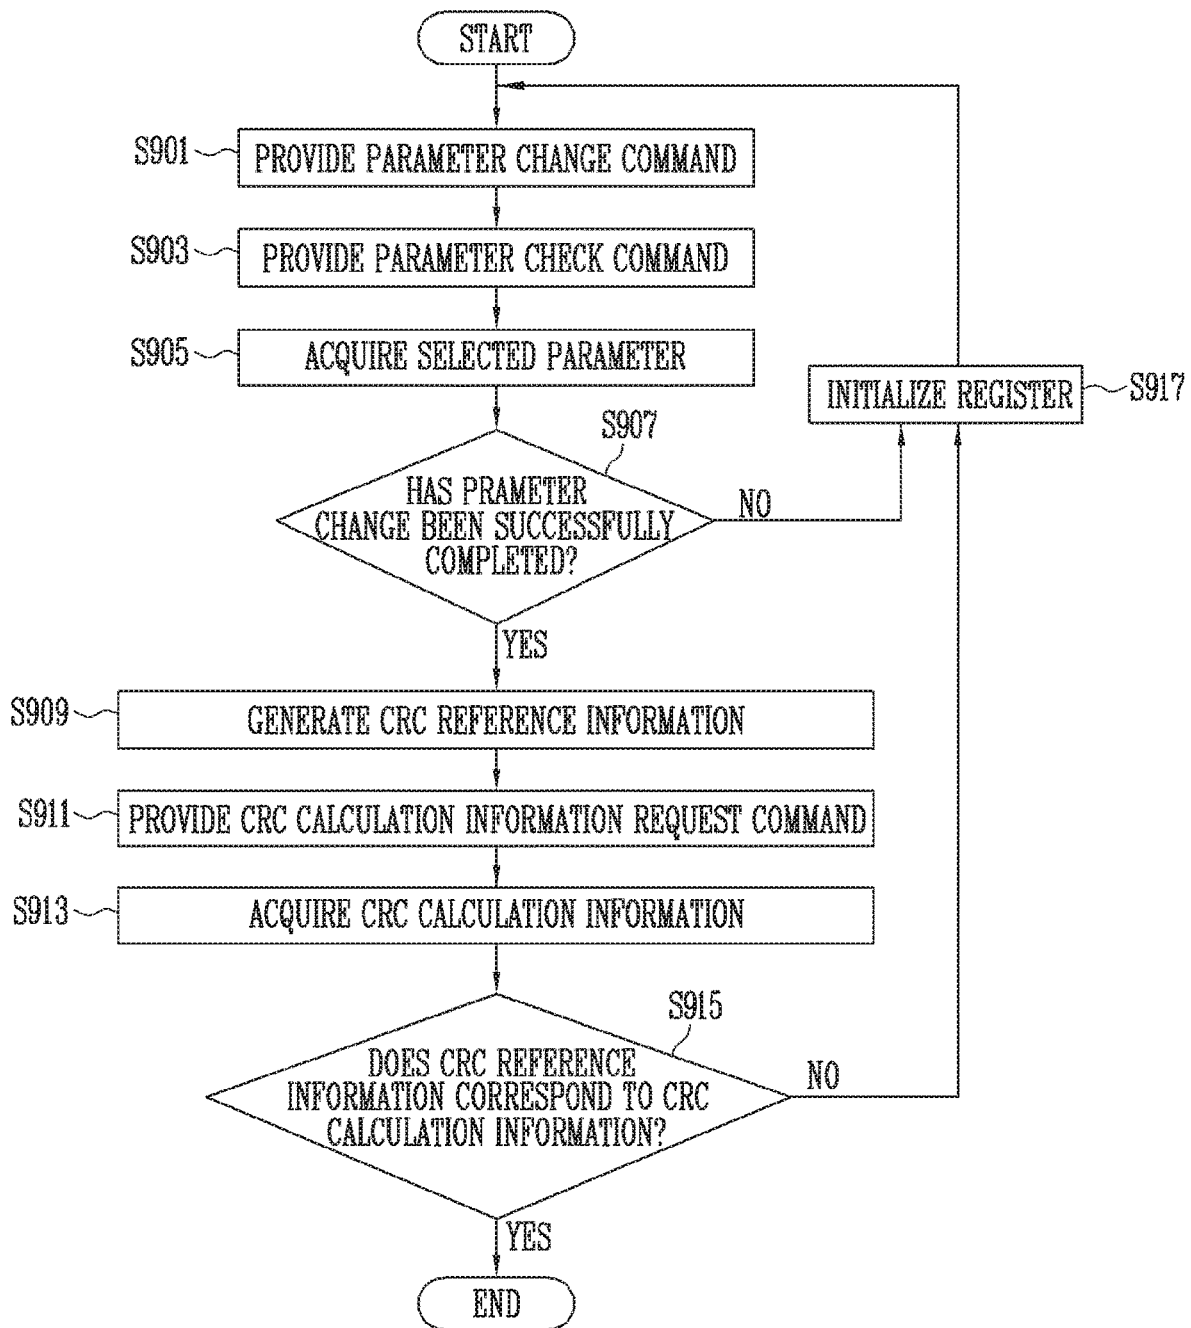 START
S901
PROVIDE PARAMETER CHANGE COMMAND
S903
PROVIDE PARAMETER CHECK COMMAND
S905
ACQUIRE SELECTED PARAMETER
INITIALIZE REGISTER
S917
S907
HAS PRAMETER
CHANGE BEEN SUCCESSFULLY
COMPLETED?
NO
YES
S909
GENERATE CRC REFERENCE INFORMATION
S911
PROVIDE CRC CALCULATION INFORMATION REQUEST COMMAND
S913
ACQUIRE CRC CALCULATION INFORMATION
S915
DOES CRC REFERENCE
INFORMATION CORRESPOND TO CRC
CALCULATION INFORMATION?
NO
YES
END